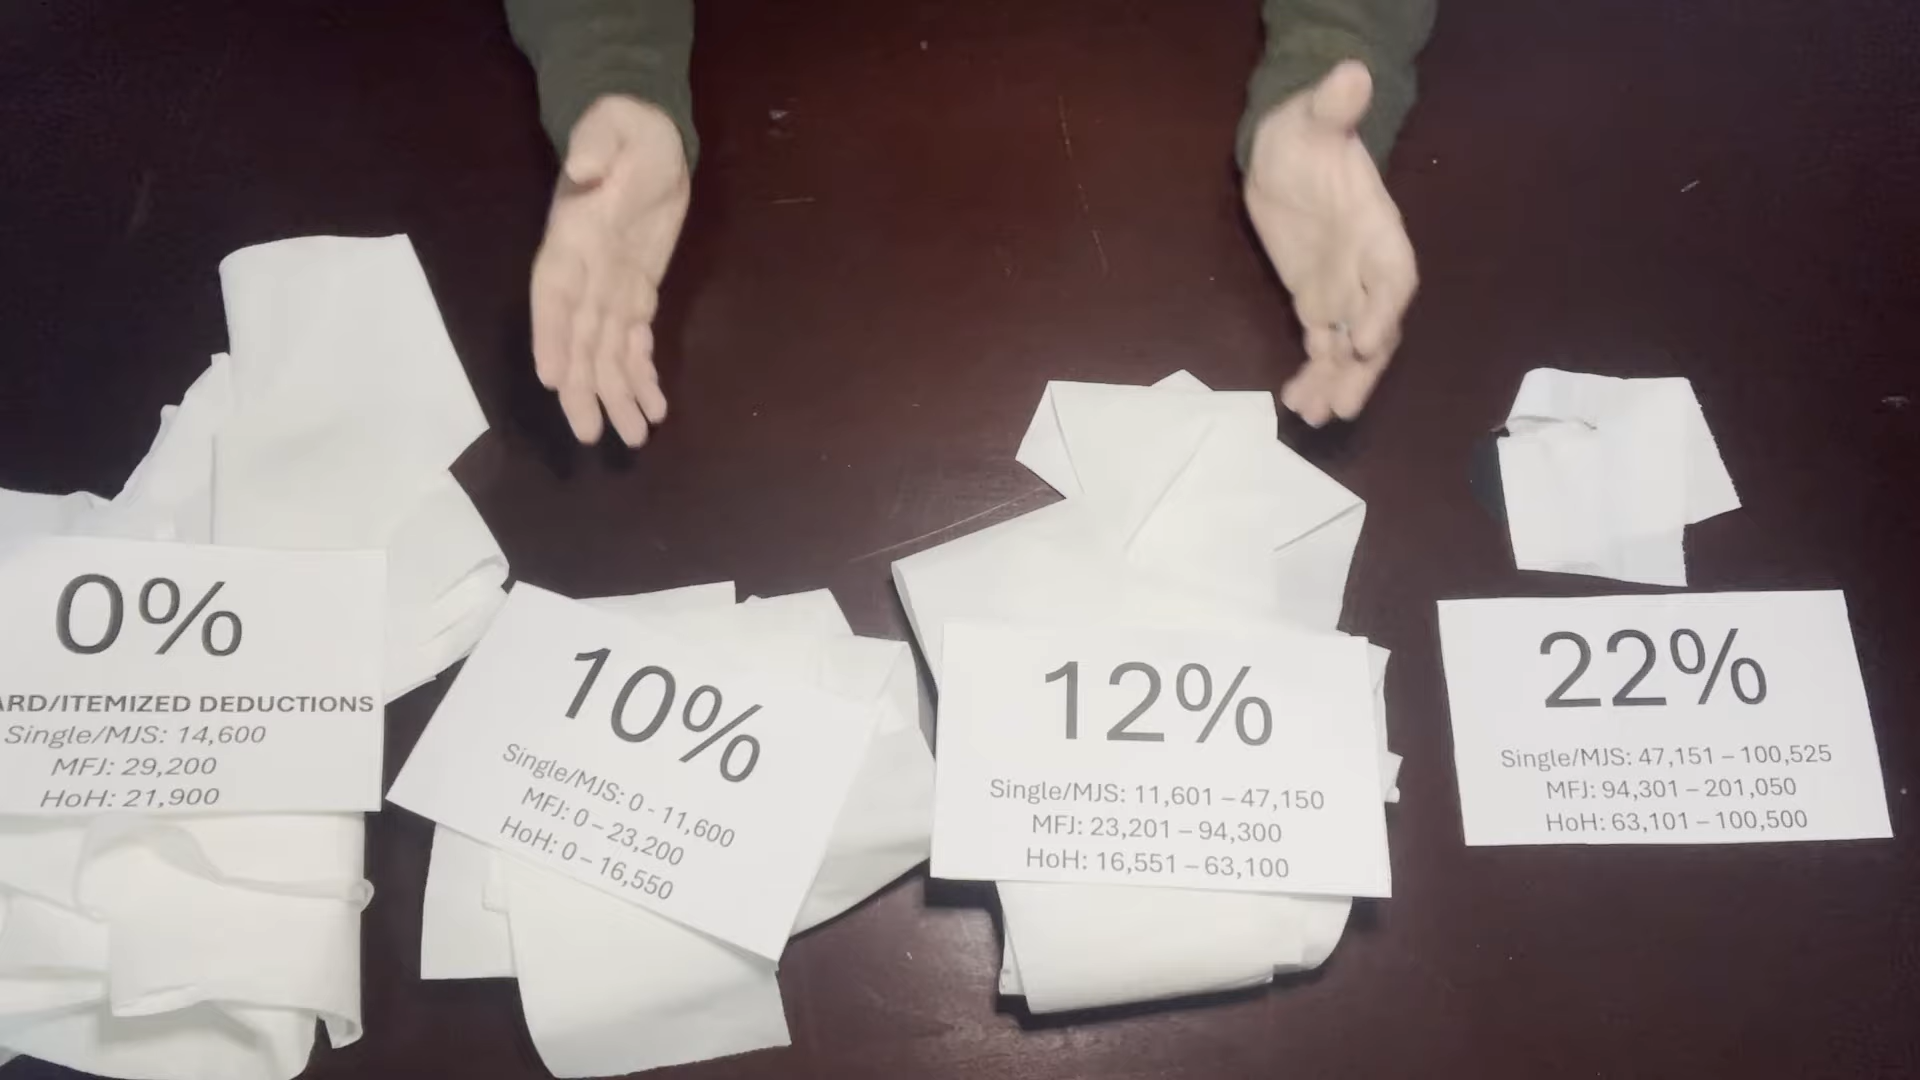 0%
ARD/ITEMIZED DEDUCTIONS
Single/MJS: 14,600
MFJ: 29,200
HoH: 21,900
10%
Single/MJS: 0 - 11,600
MFJ: 0 – 23,200
HoH: 0 – 16,550
12%
Single/MJS: 11,601 – 47,150
MFJ: 23,201 – 94,300
HoH: 16,551 – 63,100
22%
Single/MJS: 47,151 – 100,525
MFJ: 94,301 – 201,050
HoH: 63,101 – 100,500